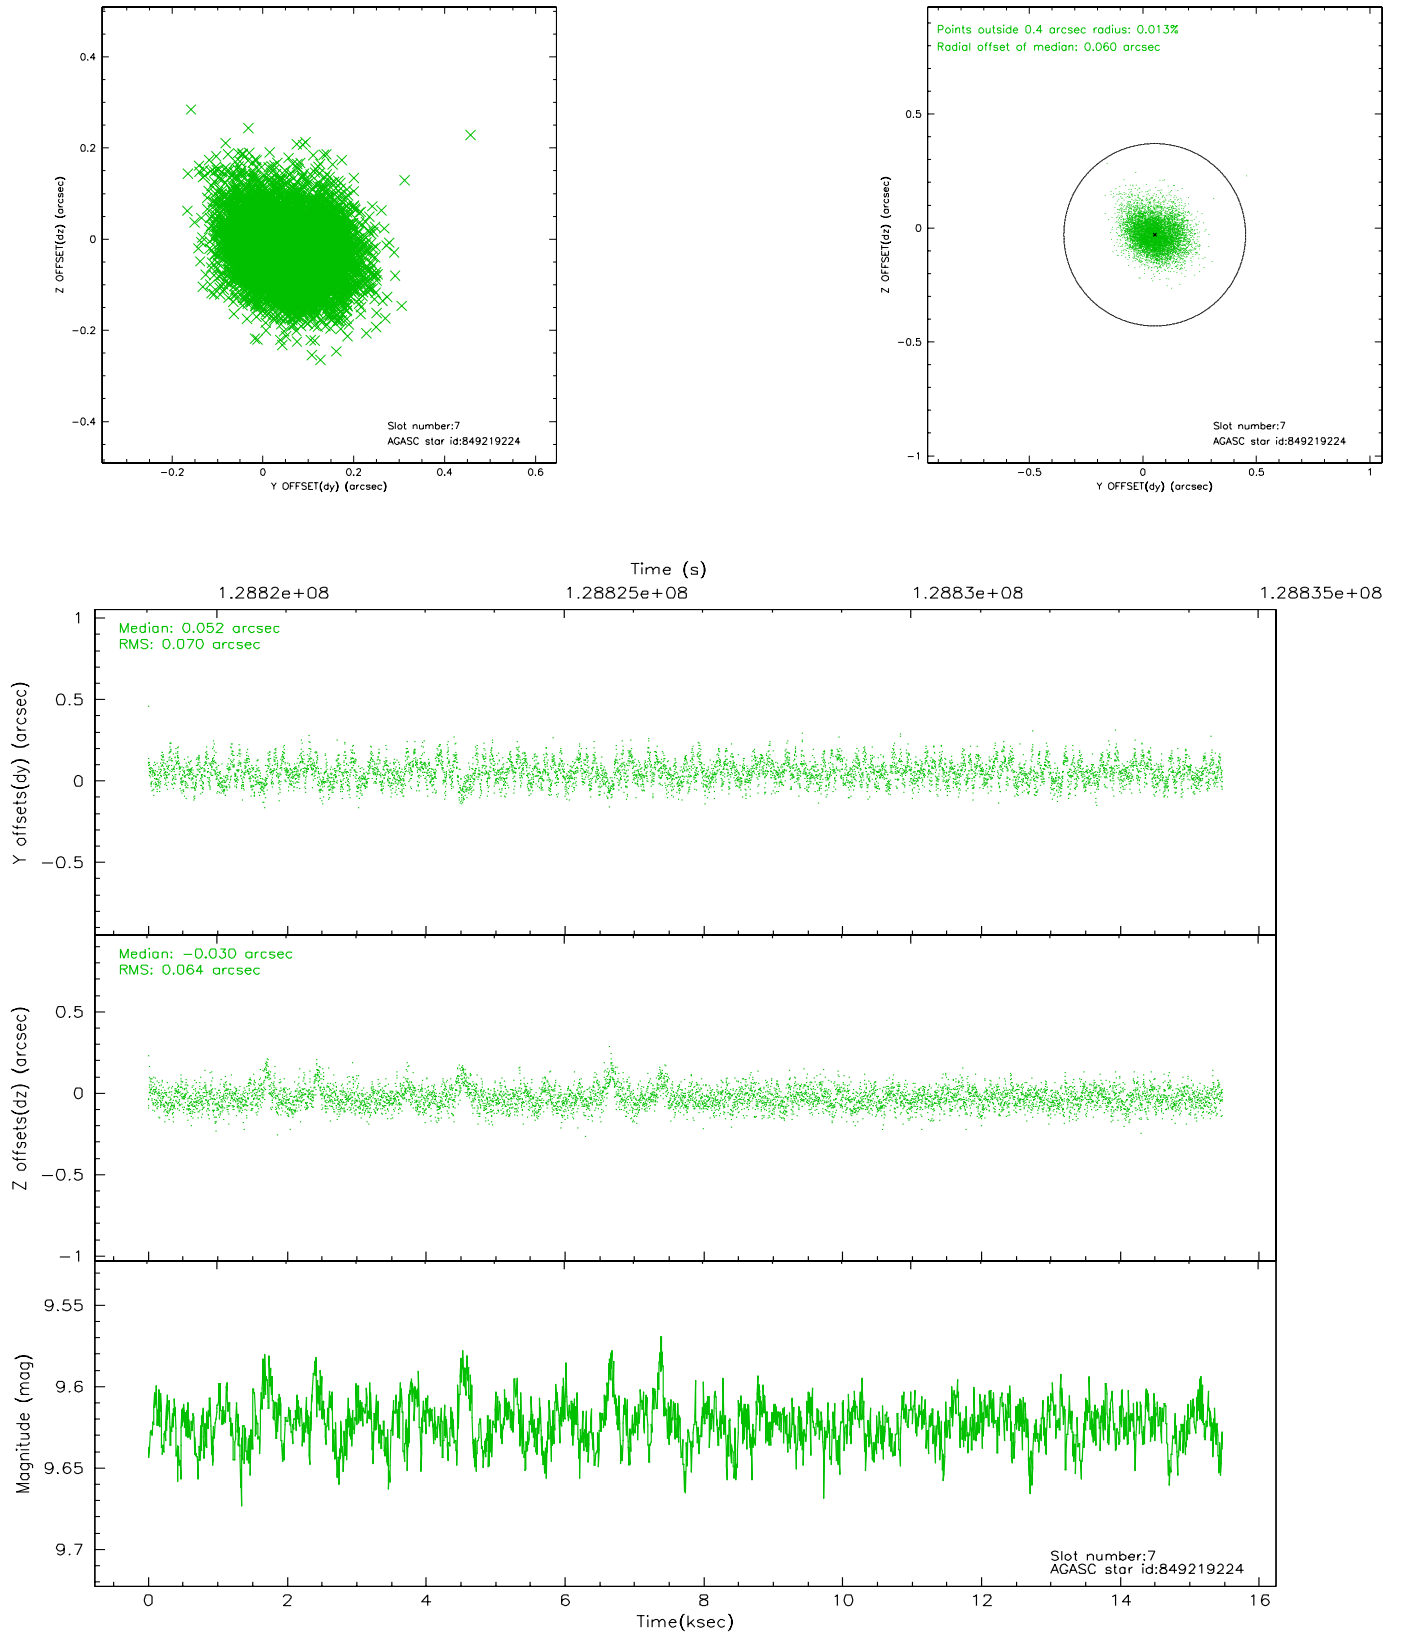 0.4
0.2
0
−0.2
−0.4
Z OFFSET(dz) (arcsec)
Slot number:7
AGASC star id:849219224
−0.2 0 0.2 0.4 0.6
Y OFFSET(dy) (arcsec)
Points outside 0.4 arcsec radius: 0.013%
Radial offset of median: 0.060 arcsec
0.5
0
−0.5
−1
Z OFFSET(dz) (arcsec)
Slot number:7
AGASC star id:849219224
−0.5 0 0.5 1
Y OFFSET(dy) (arcsec)
Time (s)
1.2882e+08 1.28825e+08 1.2883e+08 1.28835e+08
Median: 0.052 arcsec
RMS: 0.070 arcsec
1
0.5
0
−0.5
Y offsets(dy) (arcsec)
Median: −0.030 arcsec
RMS: 0.064 arcsec
0.5
0
−0.5
−1
Z offsets(dz) (arcsec)
9.55
9.6
9.65
9.7
Magnitude (mag)
Slot number:7
AGASC star id:849219224
0 2 4 6 8 10 12 14 16
Time(ksec)